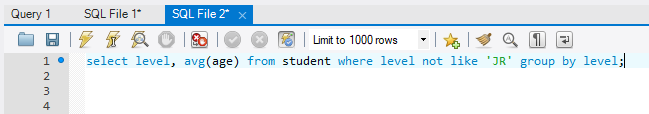 Query 1 SQL File 1* SQL File 2*
Limit to 1000 rows
1 select level, avg(age) from student where level not like 'JR' group by level;
2
3
4